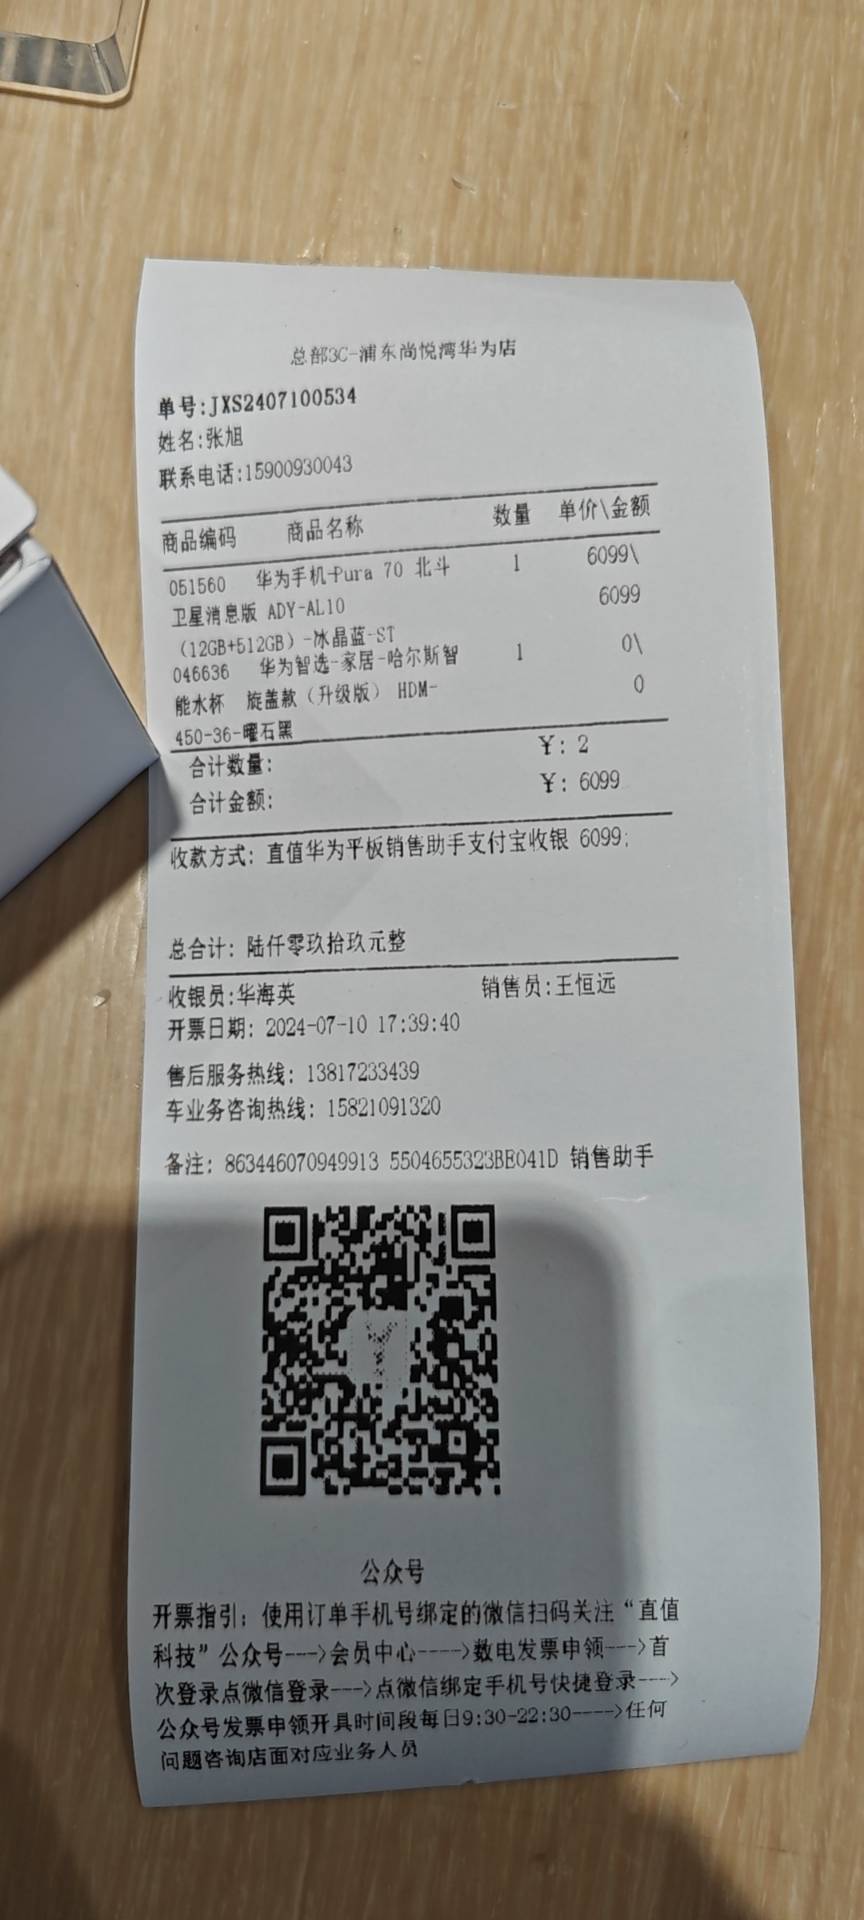 总部3C-浦东尚悦湾华为店
单号:JXS2407100534
姓名:张旭
联系电话:15900930043
商品编码 商品名称 数量 单价\金额
051560 华为手机-Pura 70 北斗 1 6099\
卫星消息版 ADY-AL10 6099
（12GB+512GB）-冰晶蓝-ST
046636 华为智选-家居-哈尔斯智 1 0\
能水杯 旋盖款（升级版） HDM- 0
450-36-曜石黑
合计数量: ¥: 2
合计金额: ¥: 6099
收款方式: 直值华为平板销售助手支付宝收银 6099;
总合计: 陆仟零玖拾玖元整
收银员:华海英 销售员:王恒远
开票日期: 2024-07-10 17:39:40
售后服务热线: 13817233439
车业务咨询热线: 15821091320
备注: 863446070949913 5504655323BE041D 销售助手
公众号
开票指引: 使用订单手机号绑定的微信扫码关注“直值
科技”公众号--->会员中心---->数电发票申领--->首
次登录点微信登录--->点微信绑定手机号快捷登录--->
公众号发票申领开具时间段每日9:30-22:30---->任何
问题咨询店面对应业务人员